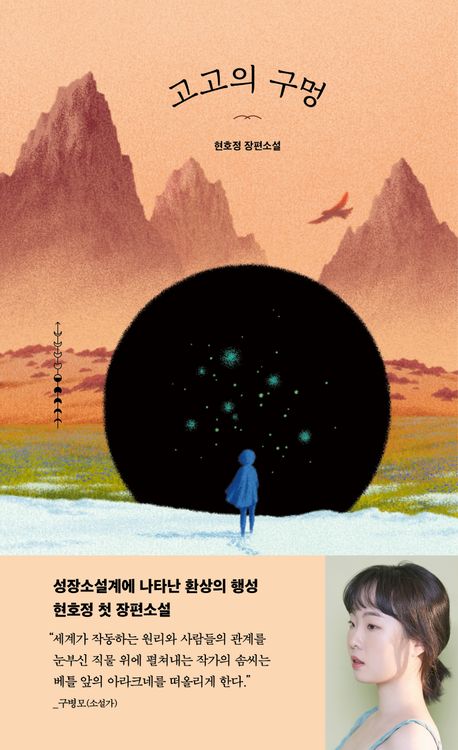 고고의 구멍
현호정 장편소설
성장소설계에 나타난 환상의 행성
현호정 첫 장편소설
“세계가 작동하는 원리와 사람들의 관계를
눈부신 직물 위에 펼쳐내는 작가의 솜씨는
베틀 앞의 아라크네를 떠올리게 한다.”
_구병모(소설가)